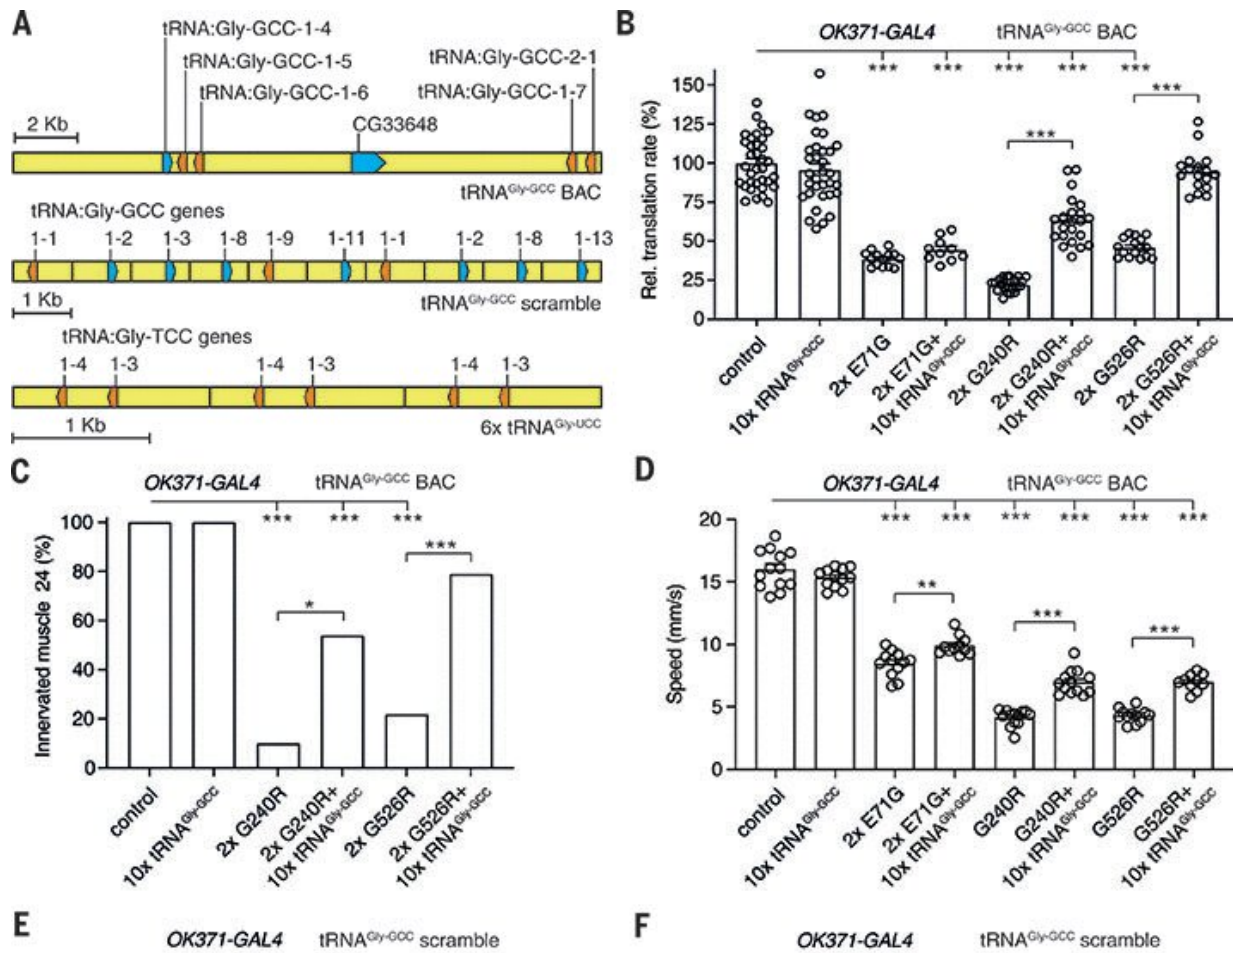 A
tRNA:Gly-GCC-1-4
tRNA:Gly-GCC-1-5
tRNA:Gly-GCC-1-6
tRNA:Gly-GCC-2-1
tRNA:Gly-GCC-1-7
2 Kb
CG33648
tRNAGly-GCC BAC
tRNA:Gly-GCC genes
1-1 1-2 1-3 1-8 1-9 1-11 1-1 1-2 1-8 1-13
1 Kb
tRNAGly-GCC scramble
tRNA:Gly-TCC genes
1-4 1-3 1-4 1-3 1-4 1-3
1 Kb
6x tRNAGly-UCC
B
OK371-GAL4 tRNAGly-GCC BAC
*** *** *** *** ***
***
***
Rel. translation rate (%)
150
125
100
75
50
25
0
control
10x tRNAGly-GCC
2x E71G
2x E71G+
10x tRNAGly-GCC
2x G240R
2x G240R+
10x tRNAGly-GCC
2x G526R
2x G526R+
10x tRNAGly-GCC
C
OK371-GAL4 tRNAGly-GCC BAC
*** *** ***
***
*
Innervated muscle 24 (%)
100
80
60
40
20
0
control
10x tRNAGly-GCC
2x G240R
2x G240R+
10x tRNAGly-GCC
2x G526R
2x G526R+
10x tRNAGly-GCC
D
OK371-GAL4 tRNAGly-GCC BAC
*** *** *** *** *** ***
**
***
***
Speed (mm/s)
20
15
10
5
0
control
10x tRNAGly-GCC
2x E71G
2x E71G+
10x tRNAGly-GCC
G240R
G240R+
10x tRNAGly-GCC
G526R
G526R+
10x tRNAGly-GCC
E
OK371-GAL4 tRNAGly-GCC scramble
F
OK371-GAL4 tRNAGly-GCC scramble